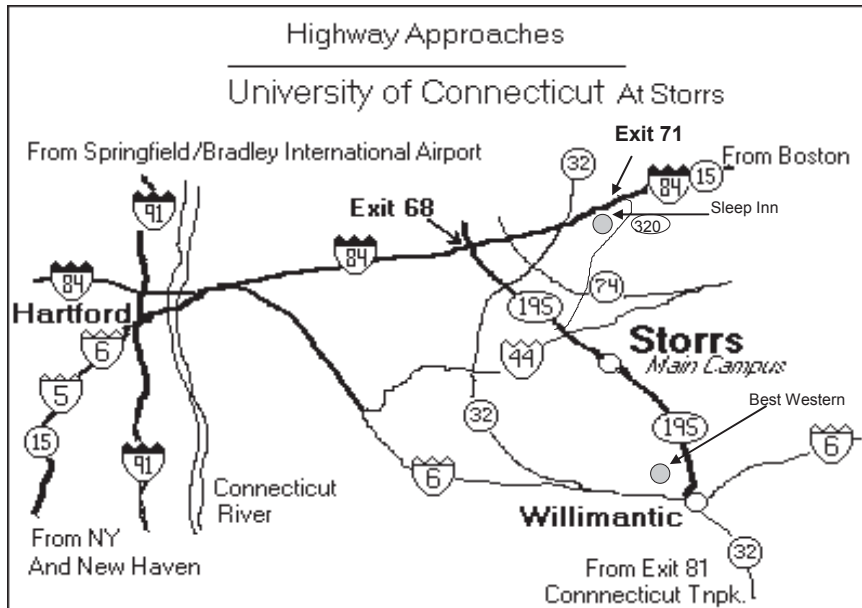 Highway Approaches
University of Connecticut At Storrs
Exit 71
From Springfield/Bradley International Airport
From Boston
32
84
15
91
Exit 68
Sleep Inn
320
84
84
74
195
Hartford
6
Storrs
Main Campus
44
5
Best Western
32
195
15
6
91
6
Connecticut
River
Willimantic
From NY
And New Haven
32
From Exit 81
Connnecticut Tnpk.